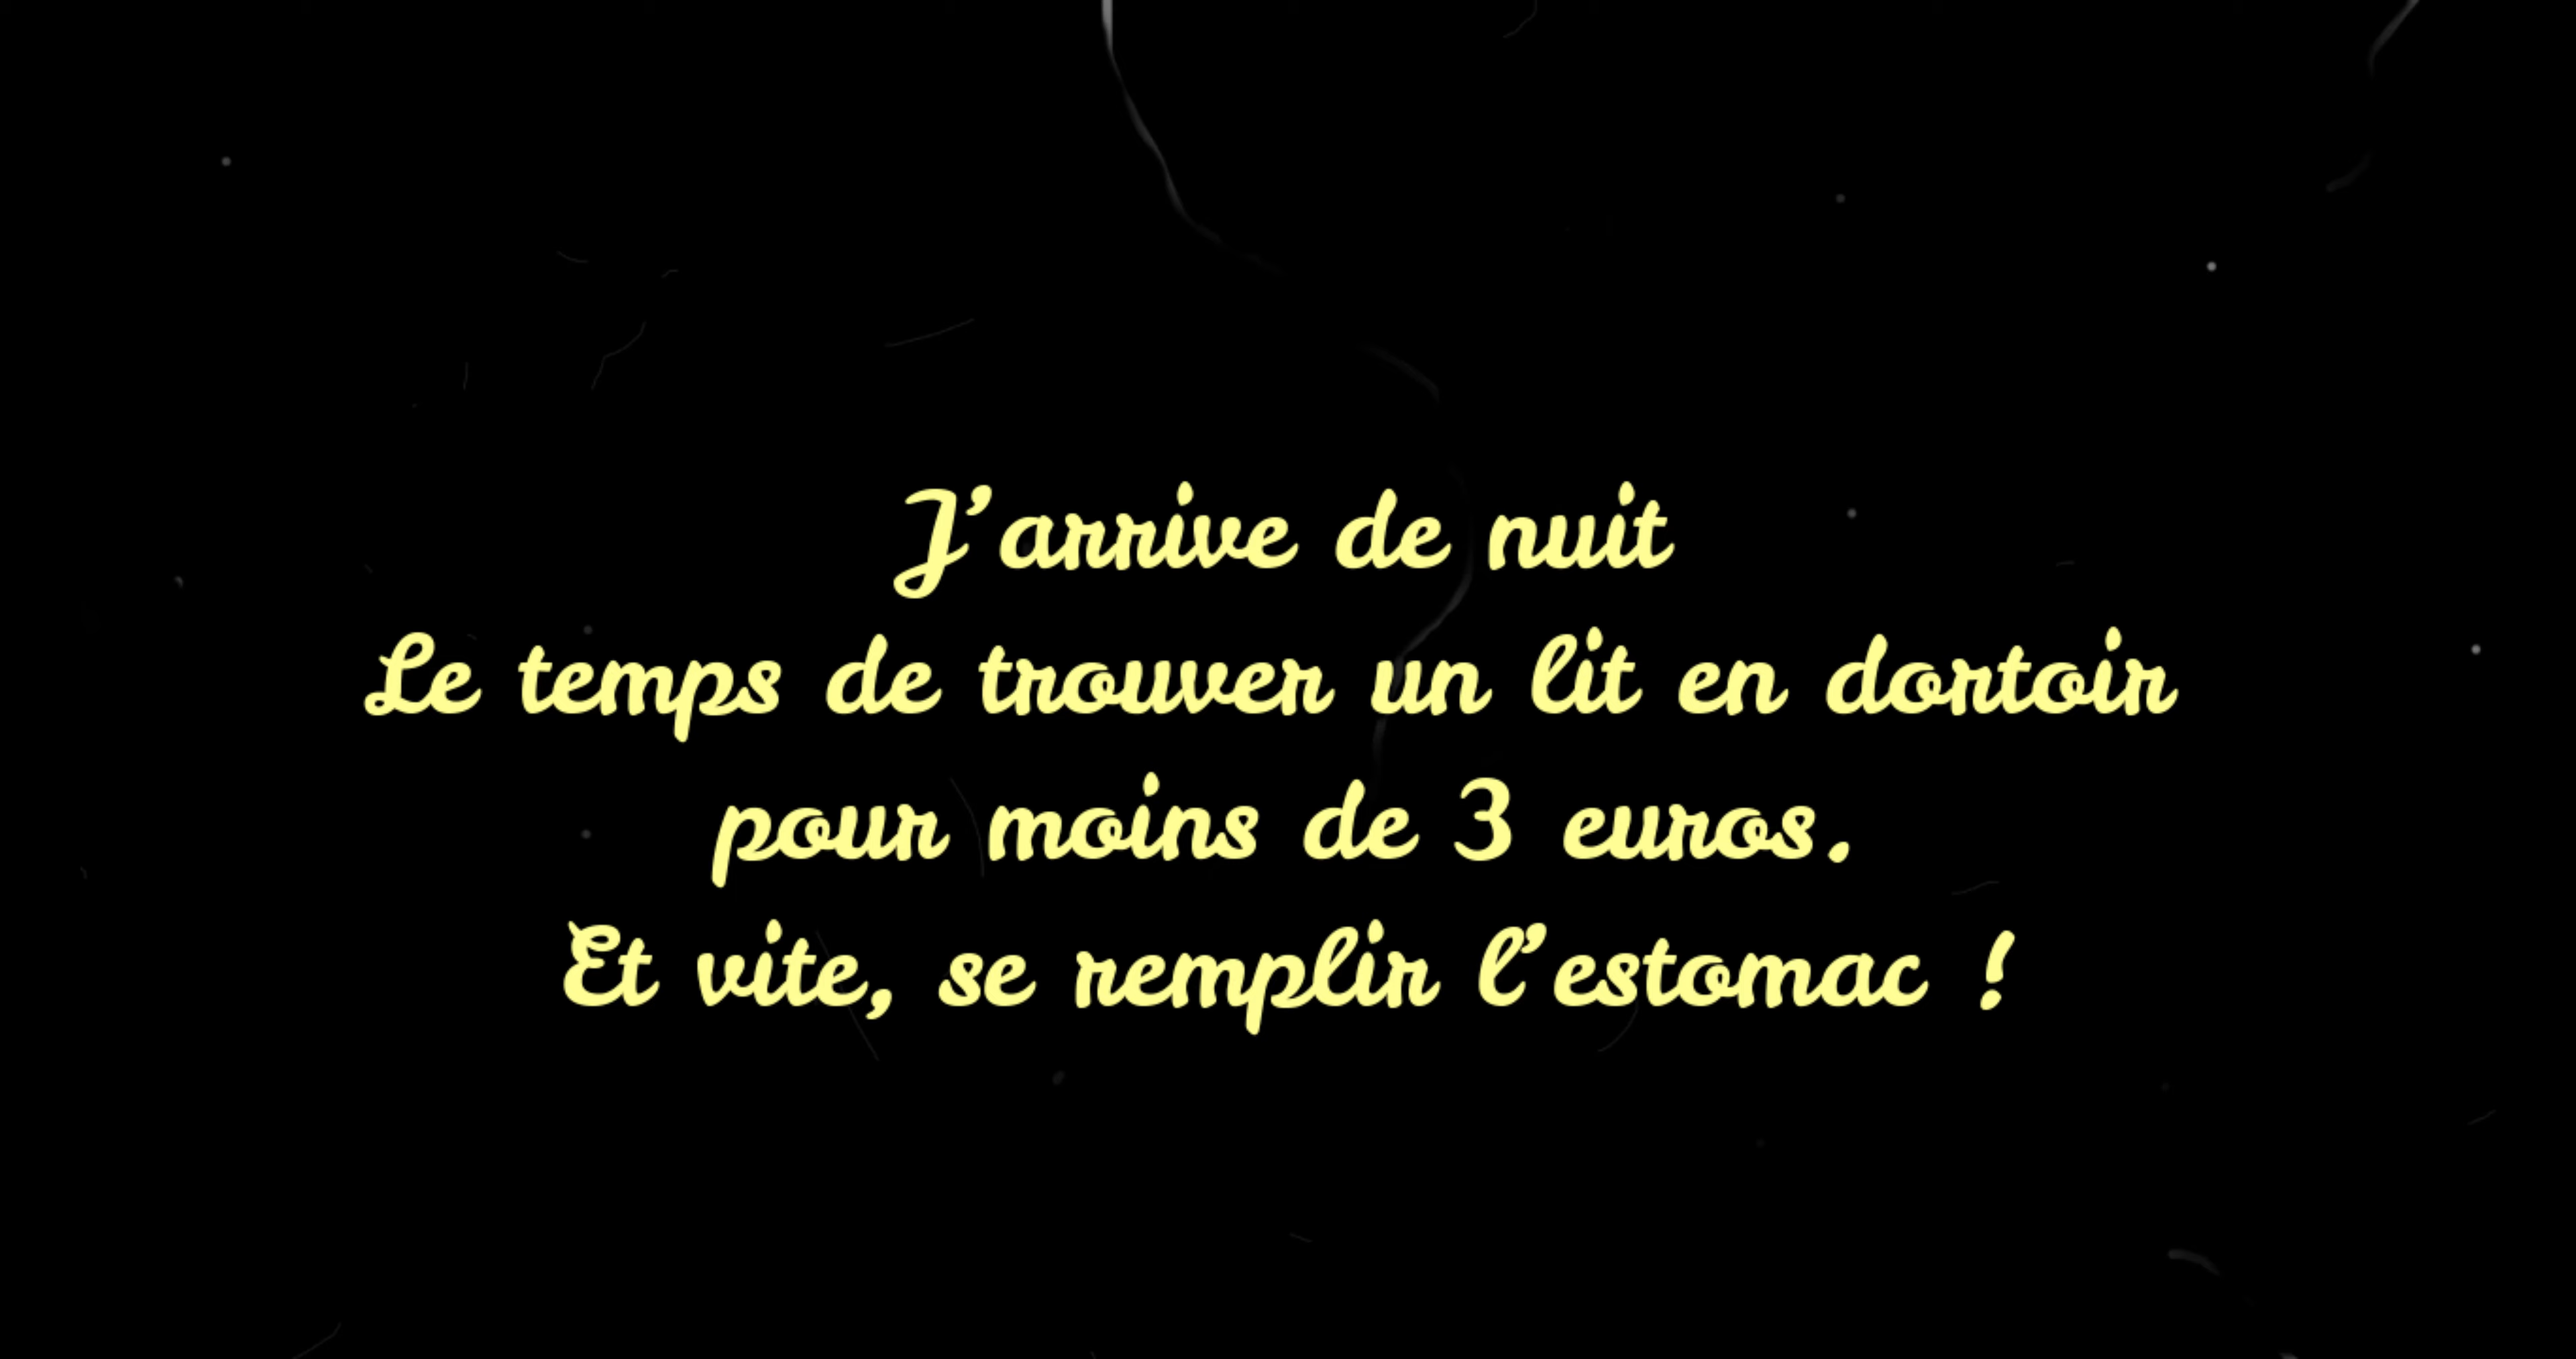 J’arrive de nuit
Le temps de trouver un lit en dortoir
pour moins de 3 euros.
Et vite, se remplir l’estomac !